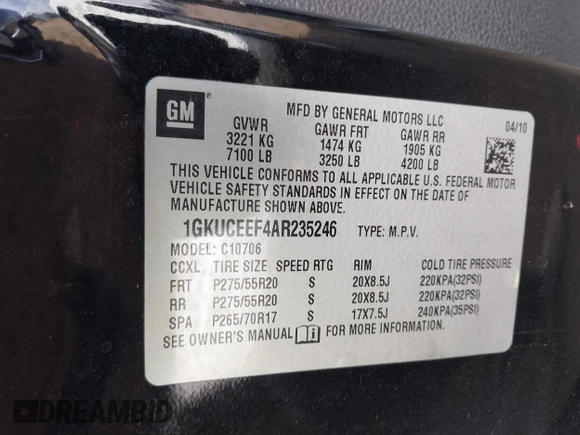 GM ®
MFD BY GENERAL MOTORS LLC
04/10
GVWR GAWR FRT GAWR RR
3221 KG 1474 KG 1905 KG
7100 LB 3250 LB 4200 LB
THIS VEHICLE CONFORMS TO ALL APPLICABLE U.S. FEDERAL MOTOR
VEHICLE SAFETY STANDARDS IN EFFECT ON THE DATE OF
MANUFACTURE SHOWN ABOVE.
1GKUCEEF4AR235246 TYPE: M.P.V.
MODEL: C10706
CCXL TIRE SIZE SPEED RTG RIM COLD TIRE PRESSURE
FRT P275/55R20 S 20X8.5J 220KPA(32PSI)
RR P275/55R20 S 20X8.5J 220KPA(32PSI)
SPA P265/70R17 S 17X7.5J 240KPA(35PSI)
SEE OWNER'S MANUAL FOR MORE INFORMATION.
DREAMBID